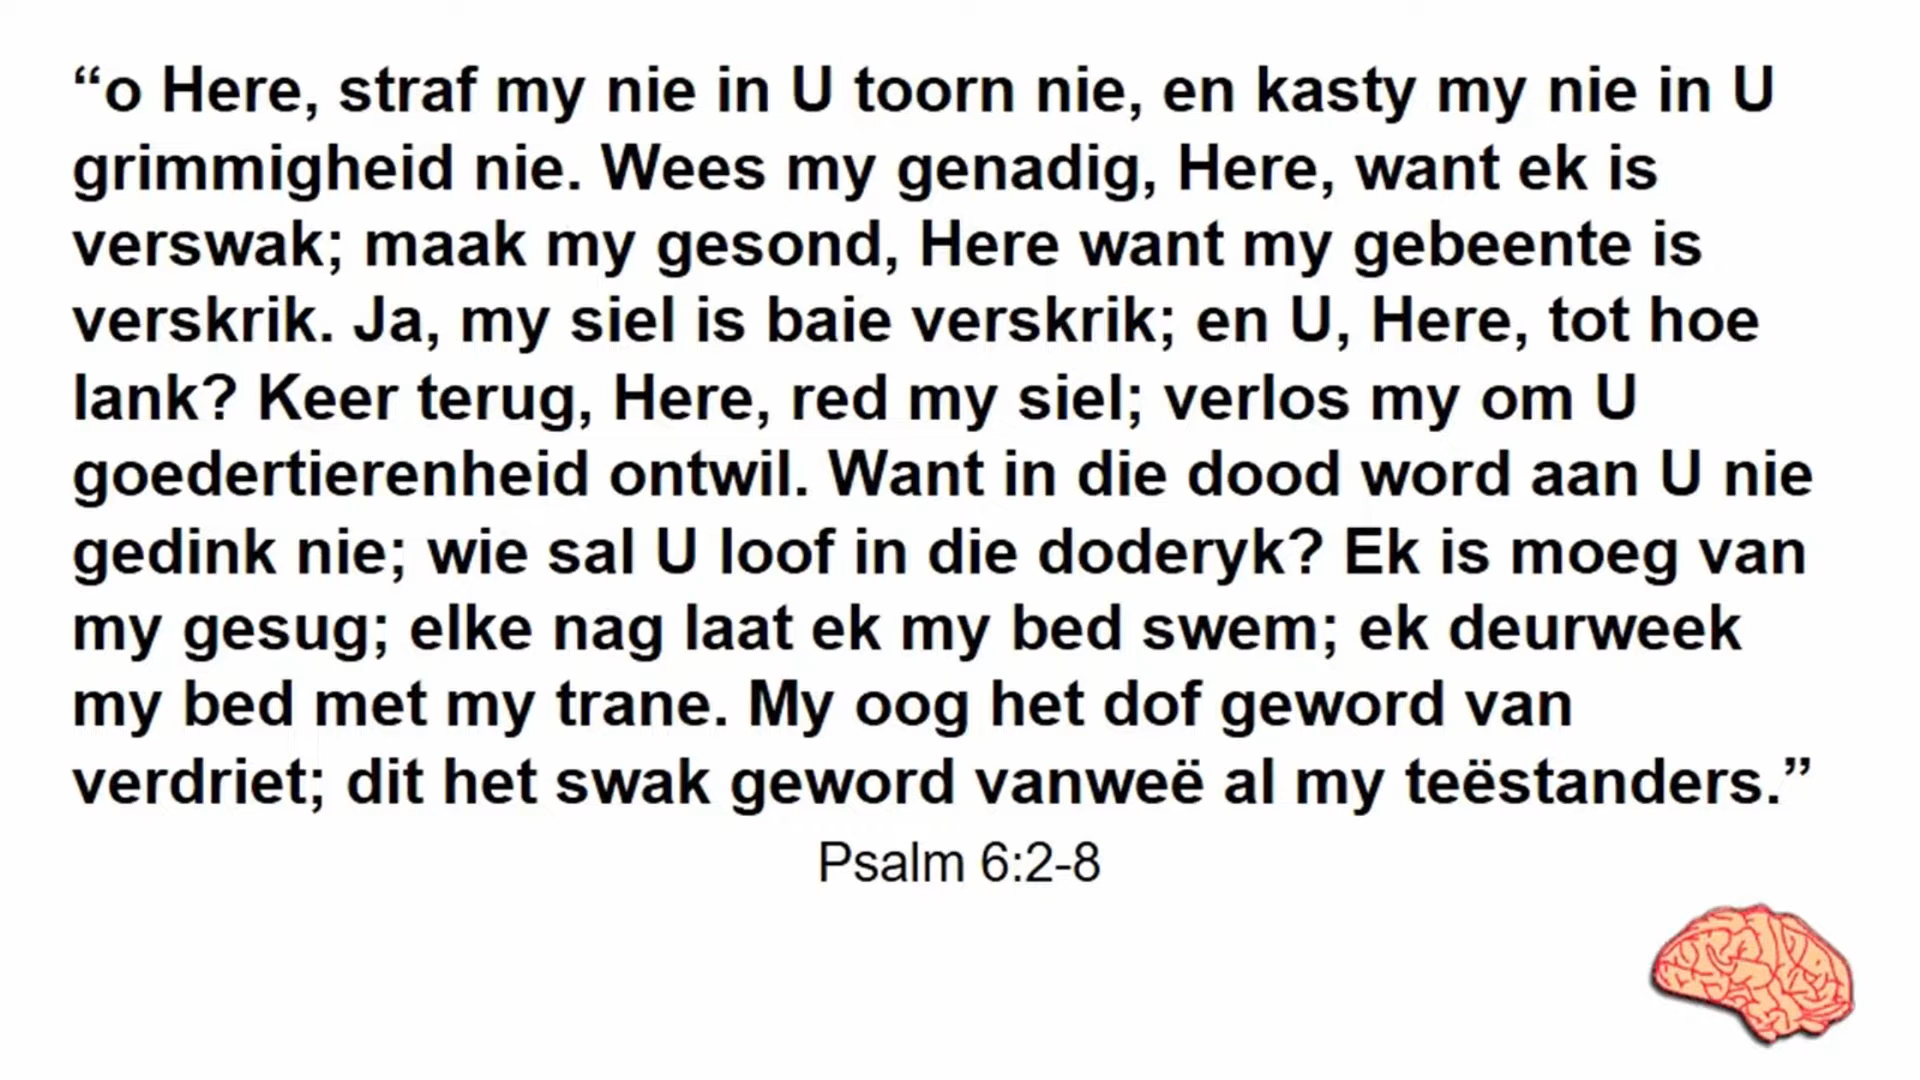 “o Here, straf my nie in U toorn nie, en kasty my nie in U
grimmigheid nie. Wees my genadig, Here, want ek is
verswak; maak my gesond, Here want my gebeente is
verskrik. Ja, my siel is baie verskrik; en U, Here, tot hoe
lank? Keer terug, Here, red my siel; verlos my om U
goedertierenheid ontwil. Want in die dood word aan U nie
gedink nie; wie sal U loof in die doderyk? Ek is moeg van
my gesug; elke nag laat ek my bed swem; ek deurweek
my bed met my trane. My oog het dof geword van
verdriet; dit het swak geword vanweë al my teëstanders.”
Psalm 6:2-8